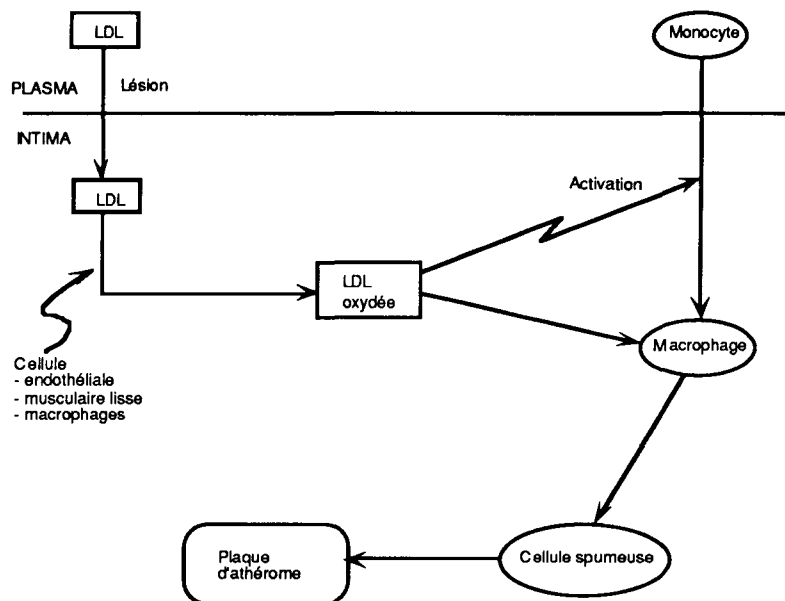 LDL
Monocyte
PLASMA
Lésion
INTIMA
LDL
Activation
LDL
oxydée
Macrophage
Cellule
- endothéliale
- musculaire lisse
- macrophages
Plaque
d'athérome
Cellule spumeuse